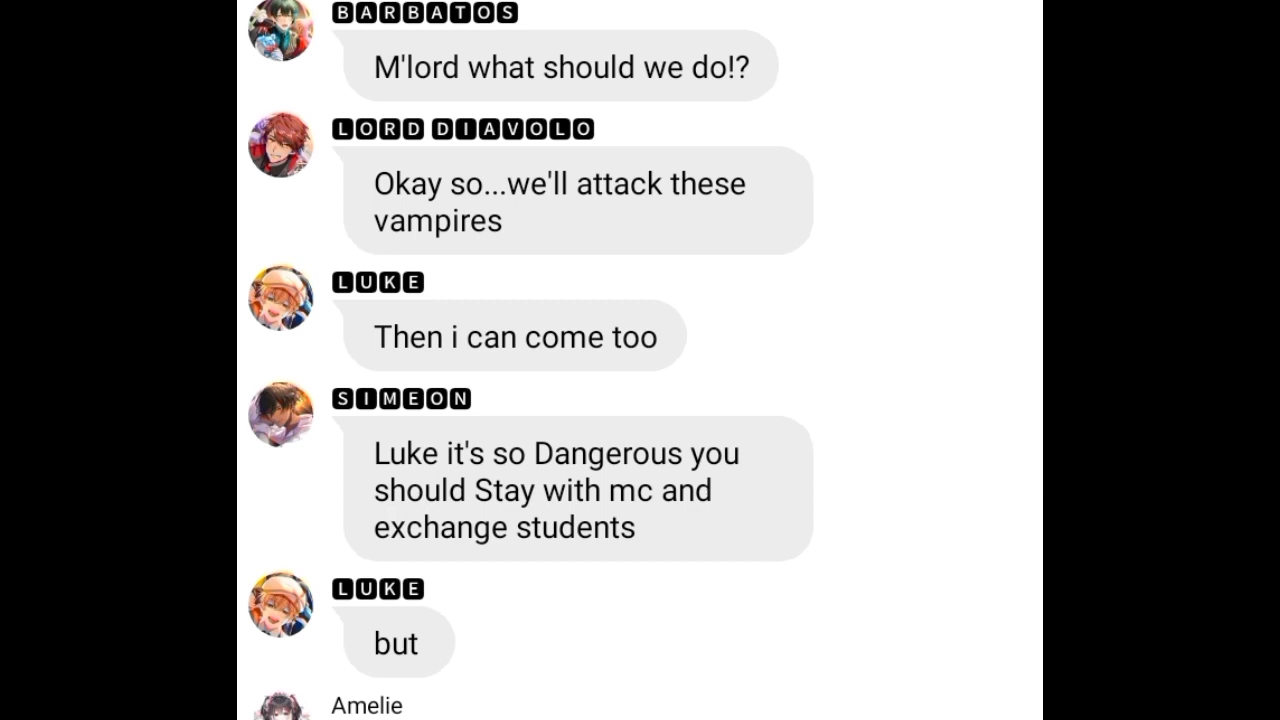 BARBATOS
M'lord what should we do!?
LORD DIAVOLO
Okay so...we'll attack these
vampires
LUKE
Then i can come too
SIMEON
Luke it's so Dangerous you
should Stay with mc and
exchange students
LUKE
but
Amelie